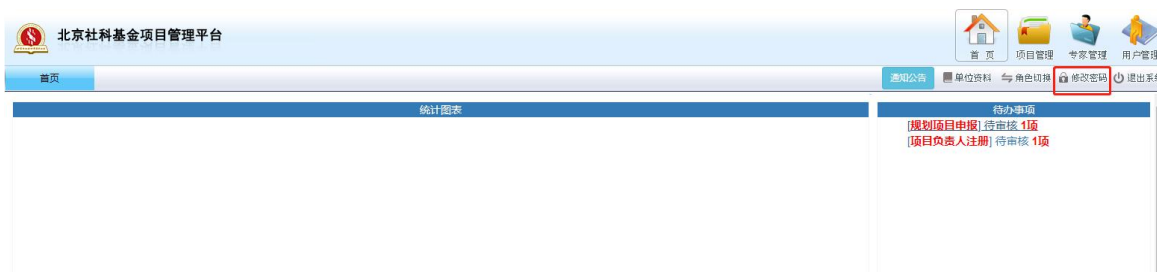 北京社科基金项目管理平台
首 页 项目管理 专家管理 用户管理
首页 通知公告 单位资料 角色切换 修改密码 退出系
统计图表 待办事项
[规划项目申报] 待审核 1项
[项目负责人注册] 待审核 1项